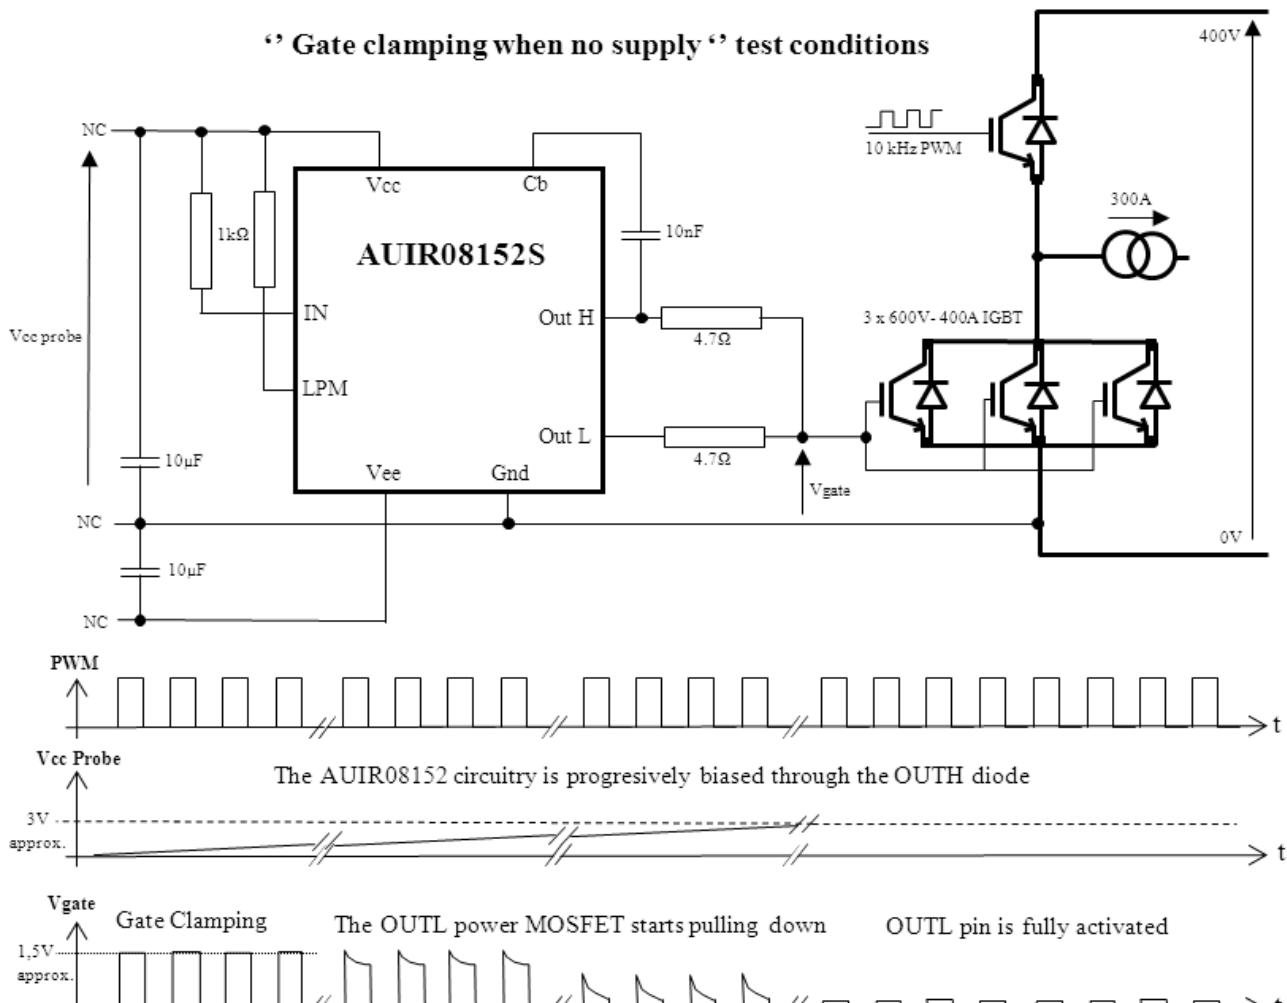 ‘’ Gate clamping when no supply ‘’ test conditions
400V
NC
10 kHz PWM
Vcc
Cb
300A
1kΩ
10nF
AUIR08152S
IN
Out H
3 x 600V- 400A IGBT
Vcc probe
4.7Ω
LPM
Out L
10µF
4.7Ω
Vee
Gnd
Vgate
NC
0V
10µF
NC
PWM
t
Vcc Probe
The AUIR08152 circuitry is progresively biased through the OUTH diode
3V
approx.
t
Vgate
Gate Clamping
The OUTL power MOSFET starts pulling down
OUTL pin is fully activated
1,5V
approx.